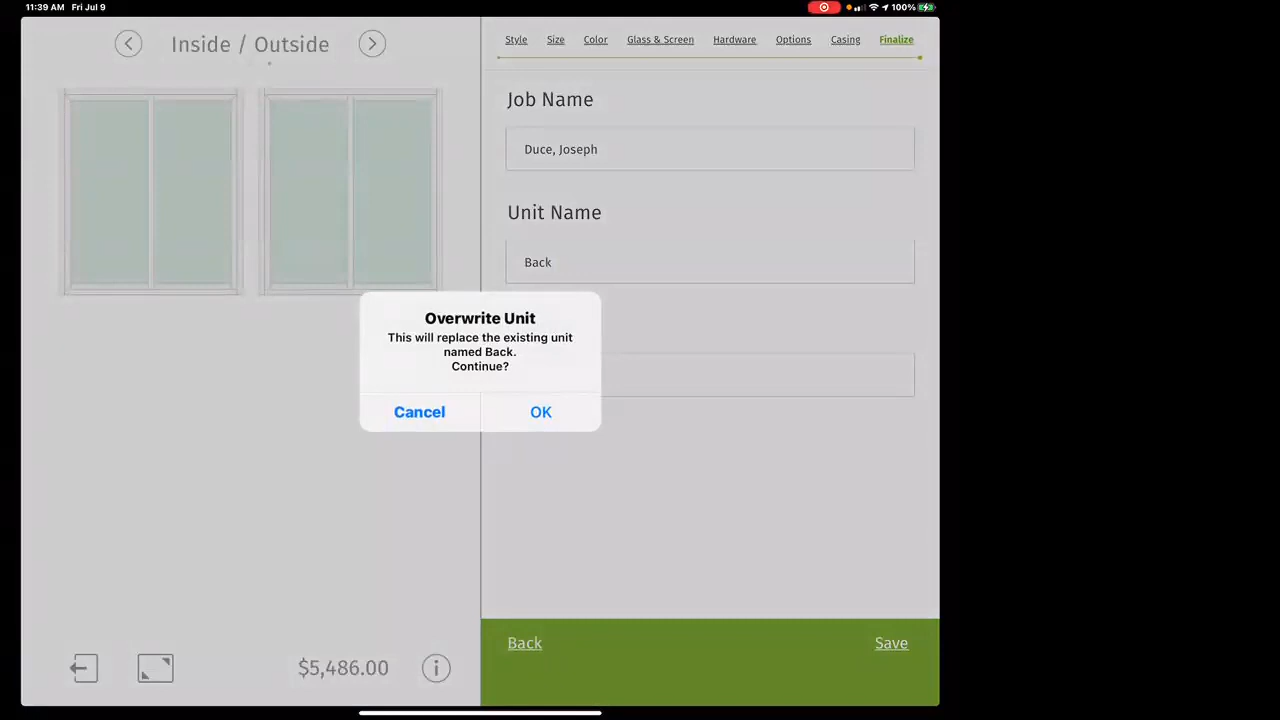 11:39 AM Fri Jul 9
100%
Inside / Outside
Style Size Color Glass & Screen Hardware Options Casing Finalize
Job Name
Duce, Joseph
Unit Name
Back
Overwrite Unit
This will replace the existing unit
named Back.
Continue?
Cancel OK
$5,486.00
Back Save